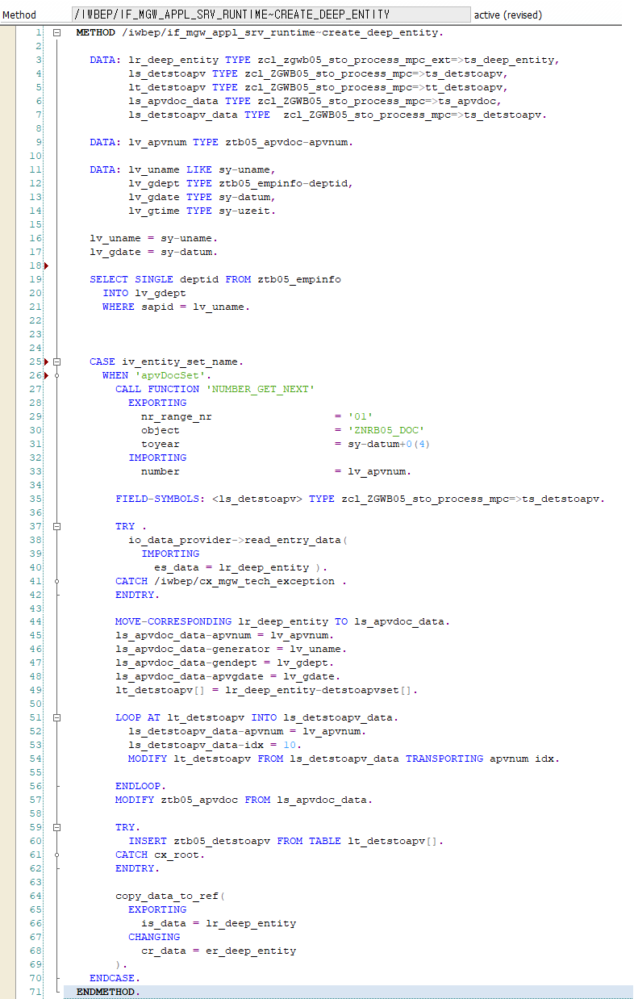 Method /IWBEP/IF_MGW_APPL_SRV_RUNTIME~CREATE_DEEP_ENTITY active (revised)
1 METHOD /iwbep/if_mgw_appl_srv_runtime~create_deep_entity.
2
3 DATA: lr_deep_entity TYPE zcl_zgwb05_sto_process_mpc_ext=>ts_deep_entity,
4 ls_detstoapv TYPE zcl_ZGWB05_sto_process_mpc=>ts_detstoapv,
5 lt_detstoapv TYPE zcl_ZGWB05_sto_process_mpc=>tt_detstoapv,
6 ls_apvdoc_data TYPE zcl_ZGWB05_sto_process_mpc=>ts_apvdoc,
7 ls_detstoapv_data TYPE  zcl_ZGWB05_sto_process_mpc=>ts_detstoapv.
8
9 DATA: lv_apvnum TYPE ztb05_apvdoc-apvnum.
10
11 DATA: lv_uname LIKE sy-uname,
12 lv_gdept TYPE ztb05_empinfo-deptid,
13 lv_gdate TYPE sy-datum,
14 lv_gtime TYPE sy-uzeit.
15
16 lv_uname = sy-uname.
17 lv_gdate = sy-datum.
18
19 SELECT SINGLE deptid FROM ztb05_empinfo
20 INTO lv_gdept
21 WHERE sapid = lv_uname.
22
23
24
25 CASE iv_entity_set_name.
26 WHEN 'apvDocSet'.
27 CALL FUNCTION 'NUMBER_GET_NEXT'
28 EXPORTING
29 nr_range_nr = '01'
30 object = 'ZNRB05_DOC'
31 toyear = sy-datum+0(4)
32 IMPORTING
33 number = lv_apvnum.
34
35 FIELD-SYMBOLS: <ls_detstoapv> TYPE zcl_ZGWB05_sto_process_mpc=>ts_detstoapv.
36
37 TRY .
38 io_data_provider->read_entry_data(
39 IMPORTING
40 es_data = lr_deep_entity ).
41 CATCH /iwbep/cx_mgw_tech_exception .
42 ENDTRY.
43
44 MOVE-CORRESPONDING lr_deep_entity TO ls_apvdoc_data.
45 ls_apvdoc_data-apvnum = lv_apvnum.
46 ls_apvdoc_data-generator = lv_uname.
47 ls_apvdoc_data-gendept = lv_gdept.
48 ls_apvdoc_data-apvgdate = lv_gdate.
49 lt_detstoapv[] = lr_deep_entity-detstoapvset[].
50
51 LOOP AT lt_detstoapv INTO ls_detstoapv_data.
52 ls_detstoapv_data-apvnum = lv_apvnum.
53 ls_detstoapv_data-idx = 10.
54 MODIFY lt_detstoapv FROM ls_detstoapv_data TRANSPORTING apvnum idx.
55
56 ENDLOOP.
57 MODIFY ztb05_apvdoc FROM ls_apvdoc_data.
58
59 TRY.
60 INSERT ztb05_detstoapv FROM TABLE lt_detstoapv[].
61 CATCH cx_root.
62 ENDTRY.
63
64 copy_data_to_ref(
65 EXPORTING
66 is_data = lr_deep_entity
67 CHANGING
68 cr_data = er_deep_entity
69 ).
70 ENDCASE.
71 ENDMETHOD.